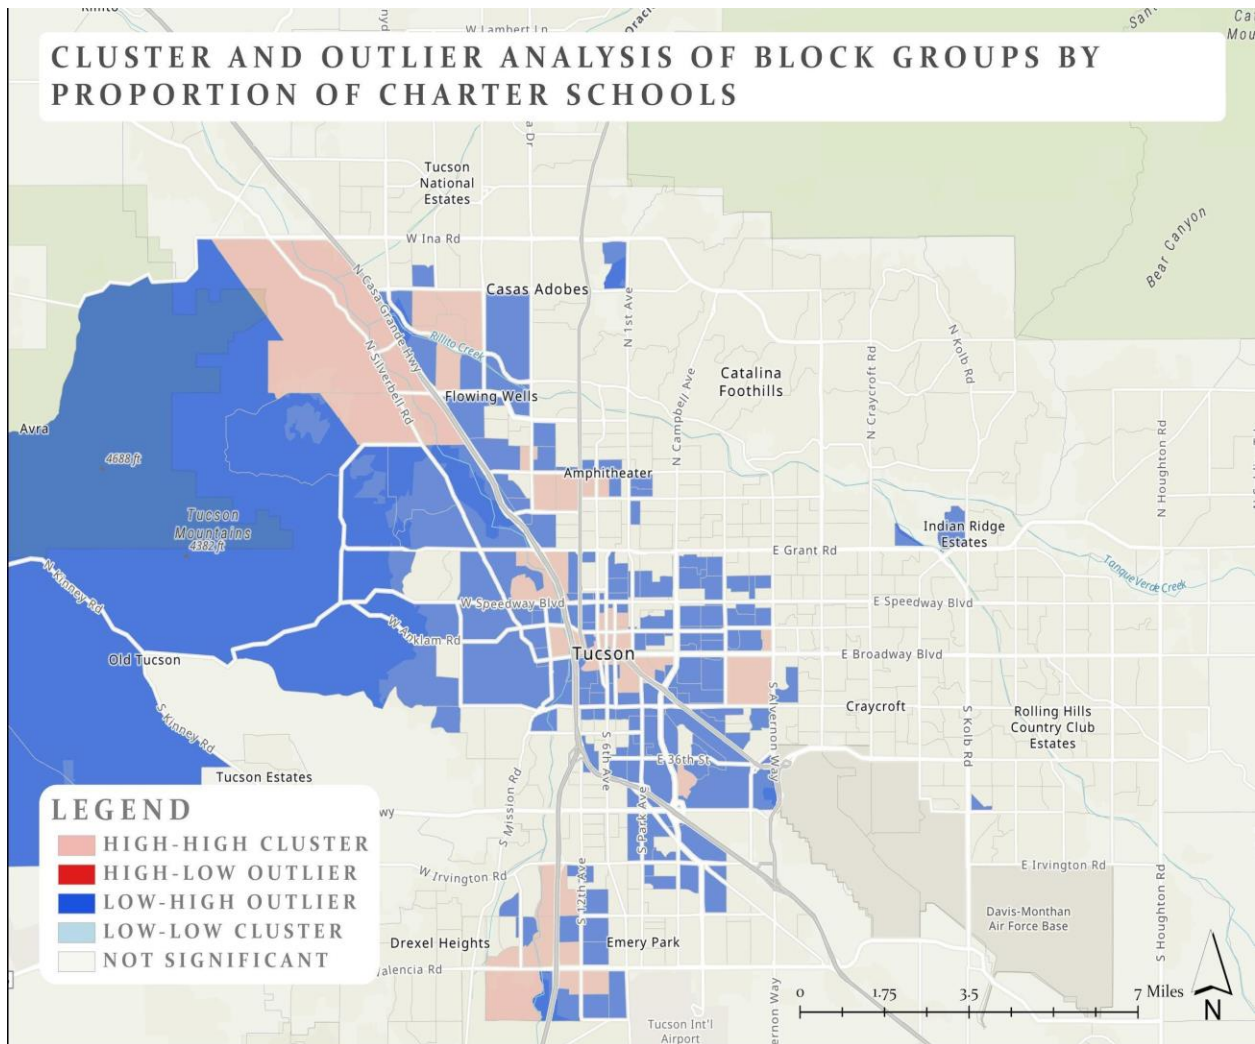 W Lambert Ln
CLUSTER AND OUTLIER ANALYSIS OF BLOCK GROUPS BY
PROPORTION OF CHARTER SCHOOLS
Tucson
National
Estates
Bear Canyon
W Ina Rd
N Casa Grande Hwy
Casas Adobes
N 1st Ave
Rillito Creek
N Silverbell Rd
N Kolb Rd
N Craycroft Rd
Catalina
Foothills
N Campbell Ave
Flowing Wells
N Houghton Rd
Avra
4688 ft
Amphitheater
Tucson
Mountains
4382 ft
Indian Ridge
Estates
E Grant Rd
Tanque Verde Creek
N Kinney Rd
W Speedway Blvd
E Speedway Blvd
W Anklam Rd
Tucson
E Broadway Blvd
Old Tucson
S Kinney Rd
S Alvernon Way
Craycroft
S Kolb Rd
Rolling Hills
Country Club
Estates
S 6th Ave
E 36th St
Tucson Estates
S Mission Rd
S Park Ave
LEGEND
HIGH-HIGH CLUSTER
HIGH-LOW OUTLIER
LOW-HIGH OUTLIER
LOW-LOW CLUSTER
NOT SIGNIFICANT
wy
W Irvington Rd
E Irvington Rd
S 12th Ave
Davis-Monthan
Air Force Base
S Houghton Rd
Drexel Heights
Emery Park
Valencia Rd
rnon Way
0 1.75 3.5 7 Miles
N
Tucson Int'l
Airport